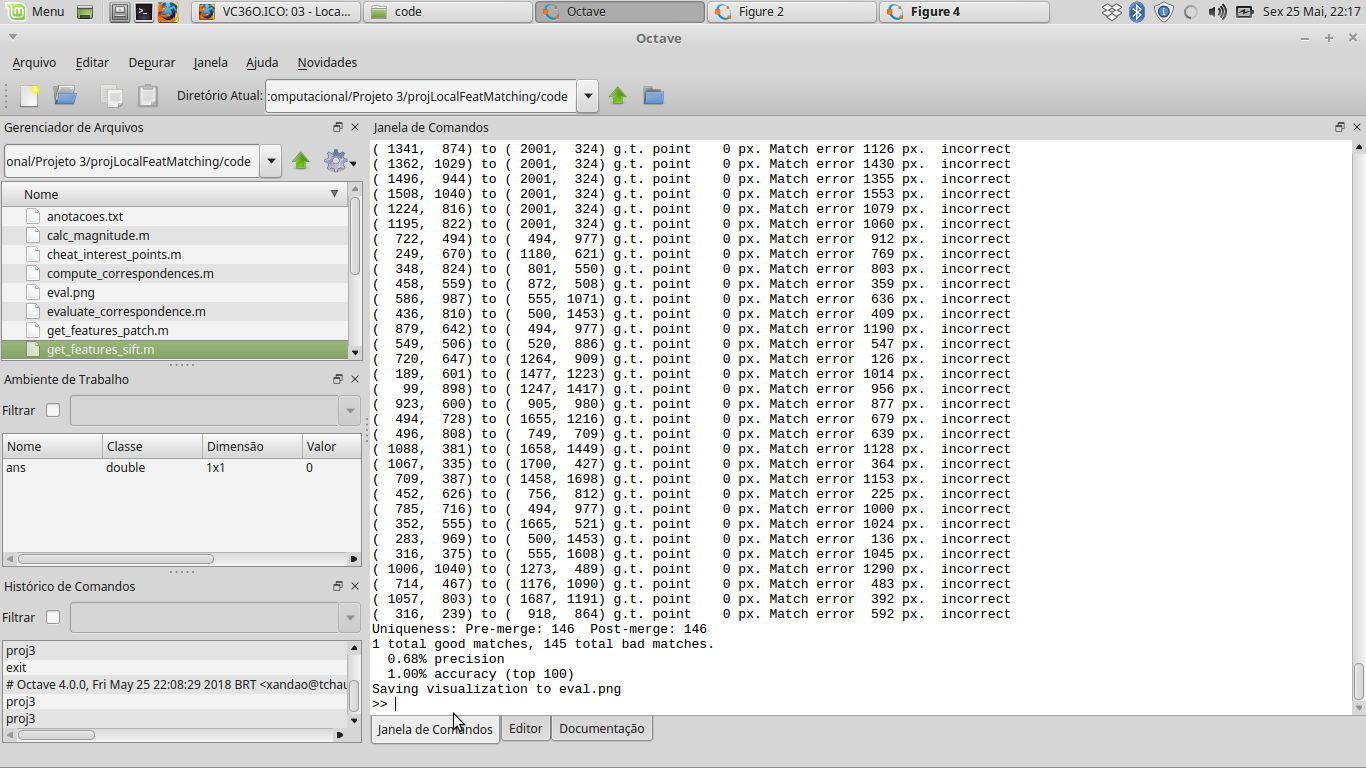 Menu
VC36O.ICO: 03 - Loca...
code
Octave
Figure 2
Figure 4
Sex 25 Mai, 22:17
Octave
Arquivo Editar Depurar Janela Ajuda Novidades
Diretório Atual: :omputacional/Projeto 3/projLocalFeatMatching/code
Gerenciador de Arquivos
onal/Projeto 3/projLocalFeatMatching/code
Nome
anotacoes.txt
calc_magnitude.m
cheat_interest_points.m
compute_correspondences.m
eval.png
evaluate_correspondence.m
get_features_patch.m
get_features_sift.m
Ambiente de Trabalho
Filtrar
Nome Classe Dimensão Valor
ans double 1x1 0
Histórico de Comandos
Filtrar
proj3
exit
# Octave 4.0.0, Fri May 25 22:08:29 2018 BRT <xandao@tchau
proj3
proj3
Janela de Comandos
( 1341,  874) to ( 2001,  324) g.t. point    0 px. Match error 1126 px.  incorrect
( 1362, 1029) to ( 2001,  324) g.t. point    0 px. Match error 1430 px.  incorrect
( 1496,  944) to ( 2001,  324) g.t. point    0 px. Match error 1355 px.  incorrect
( 1508, 1040) to ( 2001,  324) g.t. point    0 px. Match error 1553 px.  incorrect
( 1224,  816) to ( 2001,  324) g.t. point    0 px. Match error 1079 px.  incorrect
( 1195,  822) to ( 2001,  324) g.t. point    0 px. Match error 1060 px.  incorrect
(  722,  494) to (  494,  977) g.t. point    0 px. Match error  912 px.  incorrect
(  249,  670) to ( 1180,  621) g.t. point    0 px. Match error  769 px.  incorrect
(  348,  824) to (  801,  550) g.t. point    0 px. Match error  803 px.  incorrect
(  458,  559) to (  872,  508) g.t. point    0 px. Match error  359 px.  incorrect
(  586,  987) to (  555, 1071) g.t. point    0 px. Match error  636 px.  incorrect
(  436,  810) to (  500, 1453) g.t. point    0 px. Match error  409 px.  incorrect
(  879,  642) to (  494,  977) g.t. point    0 px. Match error 1190 px.  incorrect
(  549,  506) to (  520,  886) g.t. point    0 px. Match error  547 px.  incorrect
(  720,  647) to ( 1264,  909) g.t. point    0 px. Match error  126 px.  incorrect
(  189,  601) to ( 1477, 1223) g.t. point    0 px. Match error 1014 px.  incorrect
(   99,  898) to ( 1247, 1417) g.t. point    0 px. Match error  956 px.  incorrect
(  923,  600) to (  905,  980) g.t. point    0 px. Match error  877 px.  incorrect
(  494,  728) to ( 1655, 1216) g.t. point    0 px. Match error  679 px.  incorrect
(  496,  808) to (  749,  709) g.t. point    0 px. Match error  639 px.  incorrect
( 1088,  381) to ( 1658, 1449) g.t. point    0 px. Match error 1128 px.  incorrect
( 1067,  335) to ( 1700,  427) g.t. point    0 px. Match error  364 px.  incorrect
(  709,  387) to ( 1458, 1698) g.t. point    0 px. Match error 1153 px.  incorrect
(  452,  626) to (  756,  812) g.t. point    0 px. Match error  225 px.  incorrect
(  785,  716) to (  494,  977) g.t. point    0 px. Match error 1000 px.  incorrect
(  352,  555) to ( 1665,  521) g.t. point    0 px. Match error 1024 px.  incorrect
(  283,  969) to (  500, 1453) g.t. point    0 px. Match error  136 px.  incorrect
(  316,  375) to (  555, 1608) g.t. point    0 px. Match error 1045 px.  incorrect
( 1006, 1040) to ( 1273,  489) g.t. point    0 px. Match error 1290 px.  incorrect
(  714,  467) to ( 1176, 1090) g.t. point    0 px. Match error  483 px.  incorrect
( 1057,  803) to ( 1687, 1191) g.t. point    0 px. Match error  392 px.  incorrect
(  316,  239) to (  918,  864) g.t. point    0 px. Match error  592 px.  incorrect
Uniqueness: Pre-merge: 146  Post-merge: 146
1 total good matches, 145 total bad matches.
  0.68% precision
  1.00% accuracy (top 100)
Saving visualization to eval.png
>>
Janela de Comandos Editor Documentação